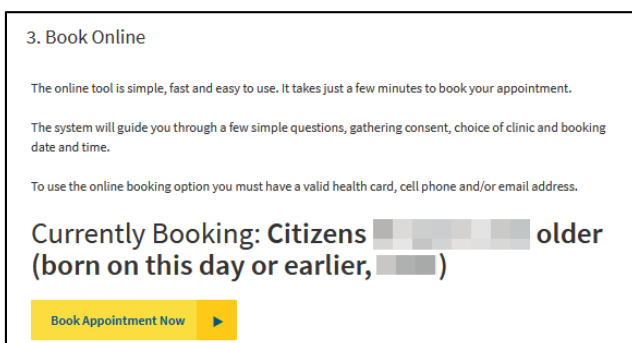 3. Book Online
The online tool is simple, fast and easy to use. It takes just a few minutes to book your appointment.
The system will guide you through a few simple questions, gathering consent, choice of clinic and booking
date and time.
To use the online booking option you must have a valid health card, cell phone and/or email address.
Currently Booking: Citizens older
(born on this day or earlier, )
Book Appointment Now